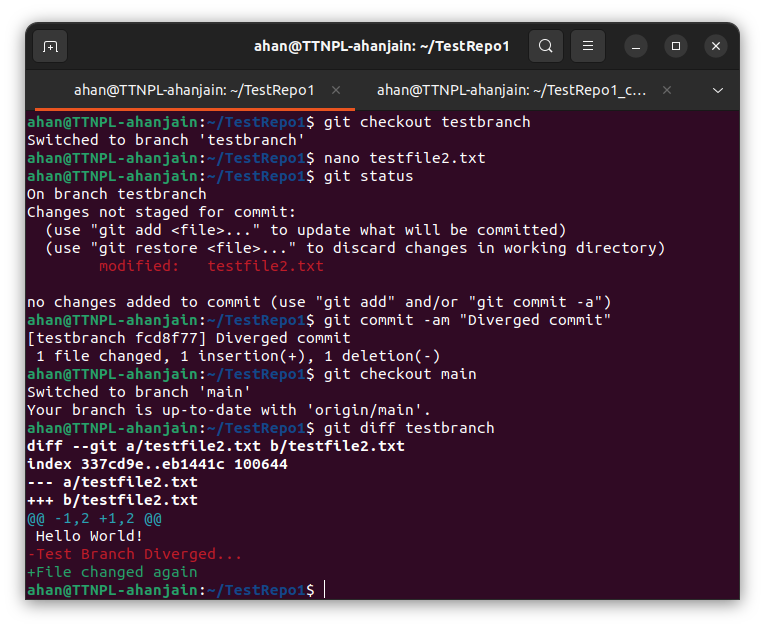 ahan@TTNPL-ahanjain: ~/TestRepo1
ahan@TTNPL-ahanjain: ~/TestRepo1
ahan@TTNPL-ahanjain: ~/TestRepo1_c...
ahan@TTNPL-ahanjain:~/TestRepo1$ git checkout testbranch
Switched to branch 'testbranch'
ahan@TTNPL-ahanjain:~/TestRepo1$ nano testfile2.txt
ahan@TTNPL-ahanjain:~/TestRepo1$ git status
On branch testbranch
Changes not staged for commit:
  (use "git add <file>..." to update what will be committed)
  (use "git restore <file>..." to discard changes in working directory)
        modified:   testfile2.txt

no changes added to commit (use "git add" and/or "git commit -a")
ahan@TTNPL-ahanjain:~/TestRepo1$ git commit -am "Diverged commit"
[testbranch fcd8f77] Diverged commit
 1 file changed, 1 insertion(+), 1 deletion(-)
ahan@TTNPL-ahanjain:~/TestRepo1$ git checkout main
Switched to branch 'main'
Your branch is up-to-date with 'origin/main'.
ahan@TTNPL-ahanjain:~/TestRepo1$ git diff testbranch
diff --git a/testfile2.txt b/testfile2.txt
index 337cd9e..eb1441c 100644
--- a/testfile2.txt
+++ b/testfile2.txt
@@ -1,2 +1,2 @@
 Hello World!
-Test Branch Diverged...
+File changed again
ahan@TTNPL-ahanjain:~/TestRepo1$